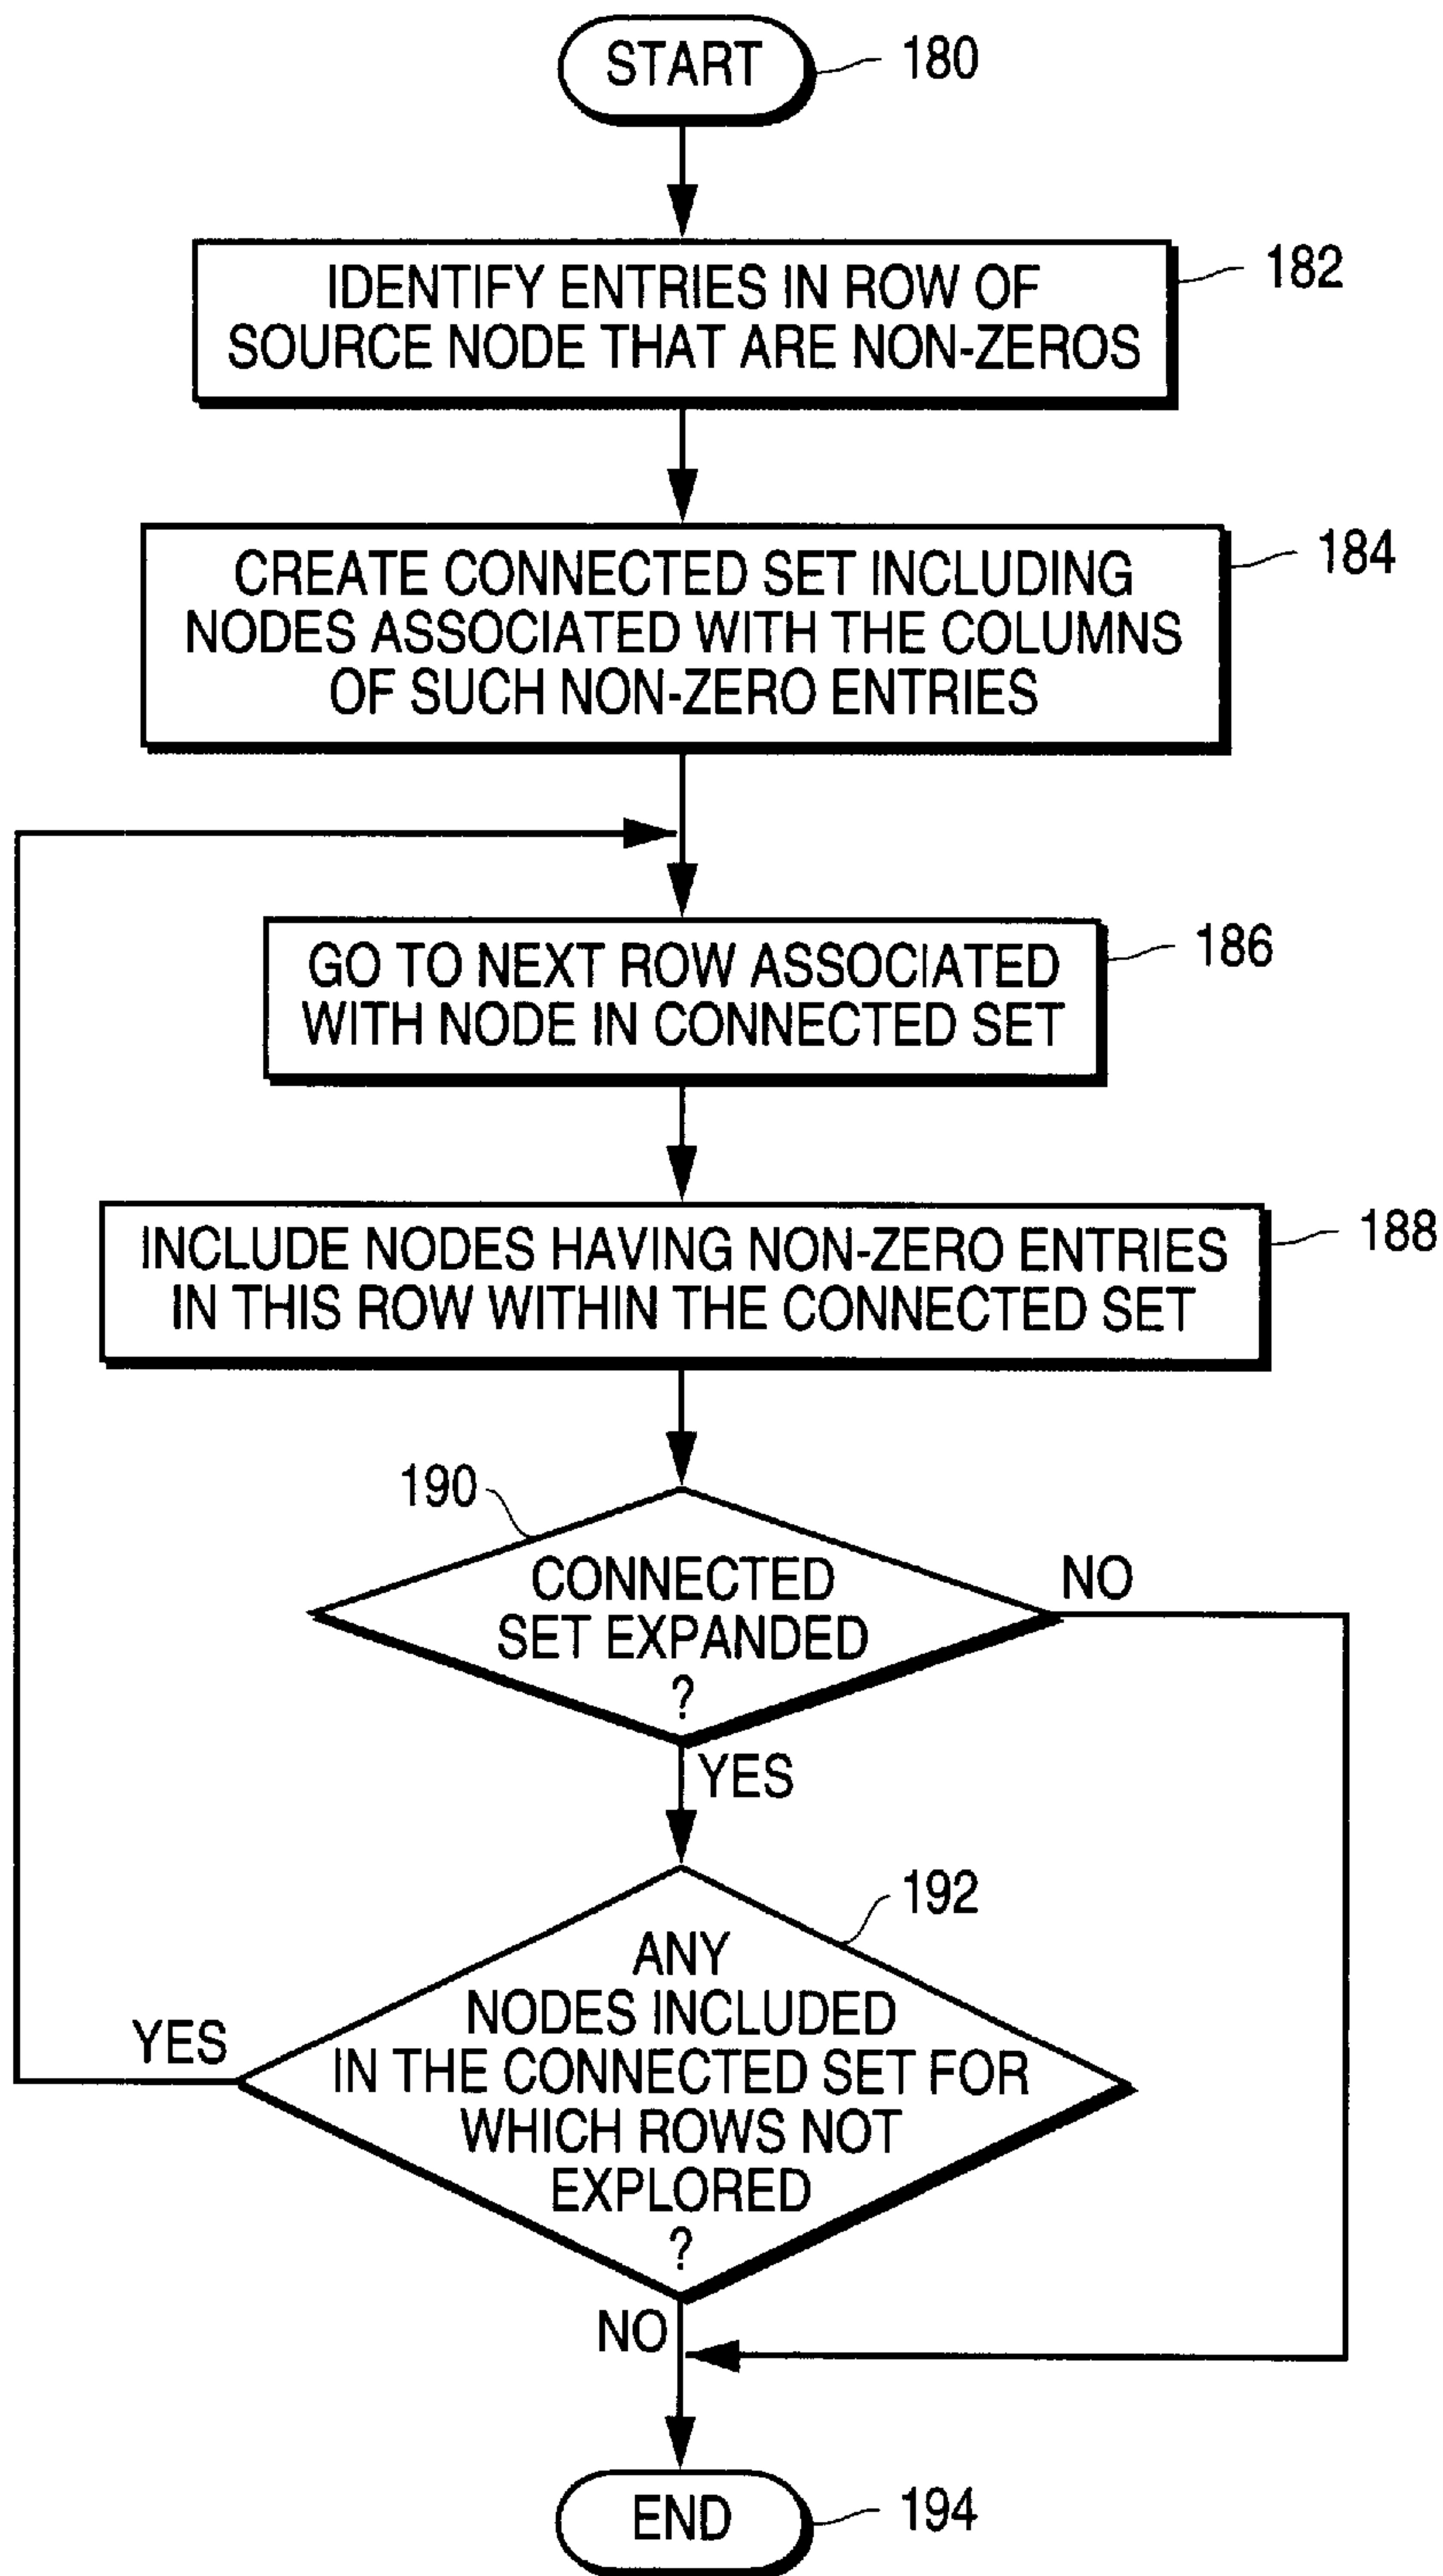 START
180
IDENTIFY ENTRIES IN ROW OF
SOURCE NODE THAT ARE NON-ZEROS
182
CREATE CONNECTED SET INCLUDING
NODES ASSOCIATED WITH THE COLUMNS
OF SUCH NON-ZERO ENTRIES
184
GO TO NEXT ROW ASSOCIATED
WITH NODE IN CONNECTED SET
186
INCLUDE NODES HAVING NON-ZERO ENTRIES
IN THIS ROW WITHIN THE CONNECTED SET
188
190
CONNECTED
SET EXPANDED
?
NO
YES
192
ANY
NODES INCLUDED
IN THE CONNECTED SET FOR
WHICH ROWS NOT
EXPLORED
?
YES
NO
END
194